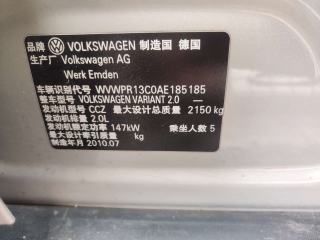 品牌 VOLKSWAGEN 制造国 德国
生产厂 Volkswagen AG
Werk Emden
车辆识别代号 WVWPR13C0AE185185
整车型号 VOLKSWAGEN VARIANT 2.0 —
发动机型号 CCZ 最大设计总质量 2150 kg
发动机排量 2.0L
发动机功率 147kW 乘坐人数 5
最大设计牵引质量 kg
制造年月 2010.07